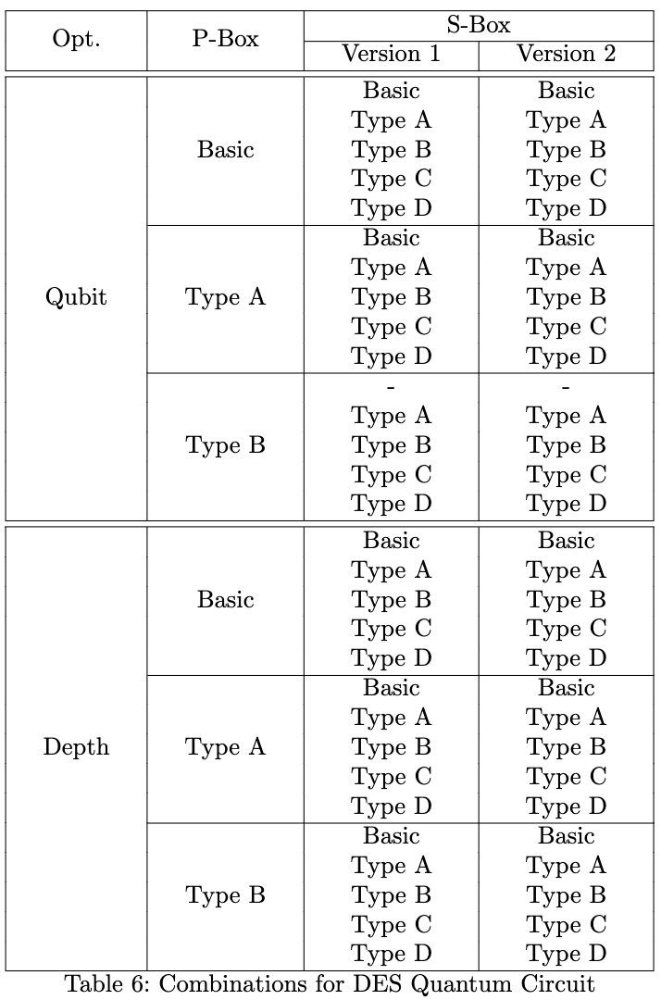 Opt. P-Box S-Box
Version 1 Version 2
Basic Basic
Type A Type A
Basic Type B Type B
Type C Type C
Type D Type D
Basic Basic
Type A Type A
Qubit Type A Type B Type B
Type C Type C
Type D Type D
- -
Type A Type A
Type B Type B Type B
Type C Type C
Type D Type D
Basic Basic
Type A Type A
Basic Type B Type B
Type C Type C
Type D Type D
Basic Basic
Type A Type A
Depth Type A Type B Type B
Type C Type C
Type D Type D
Basic Basic
Type A Type A
Type B Type B Type B
Type C Type C
Type D Type D
Table 6: Combinations for DES Quantum Circuit